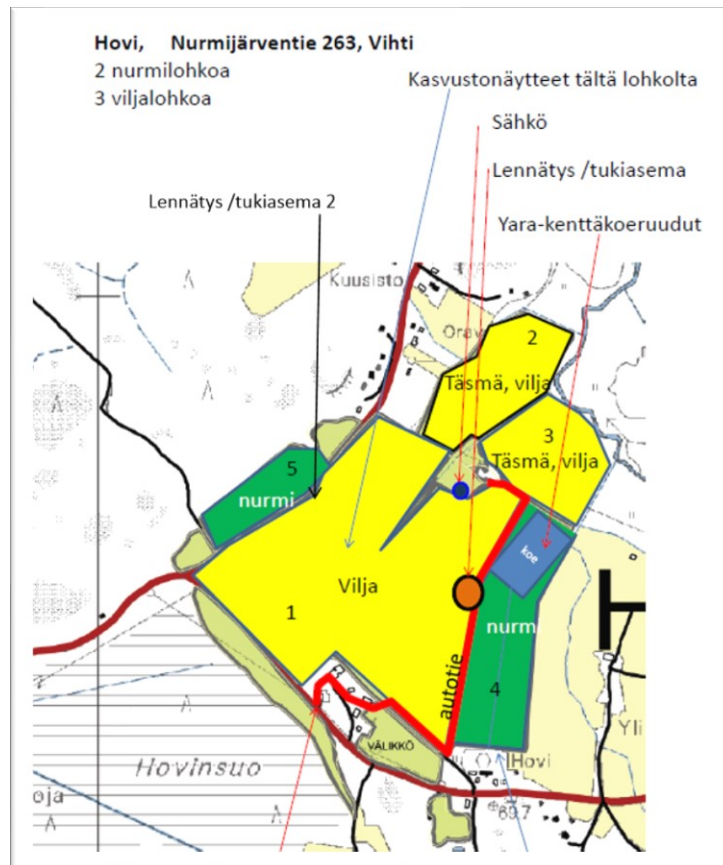 Hovi, Nurmijärventie 263, Vihti
2 nurmilohkoa
3 viljalohkoa
Kasvustonäytteet tältä lohkolta
Sähkö
Lennätys /tukiasema
Lennätys /tukiasema 2
Yara-kenttäkoeruudut
Kuusisto
Orav
2
Täsmä, vilja
3
Täsmä, vilja
5
nurmi
koe
Vilja
1
nurm
4
autotie
VÄLIKKÖ
Yli
Hovinsuo
Hovi
oja
69.7